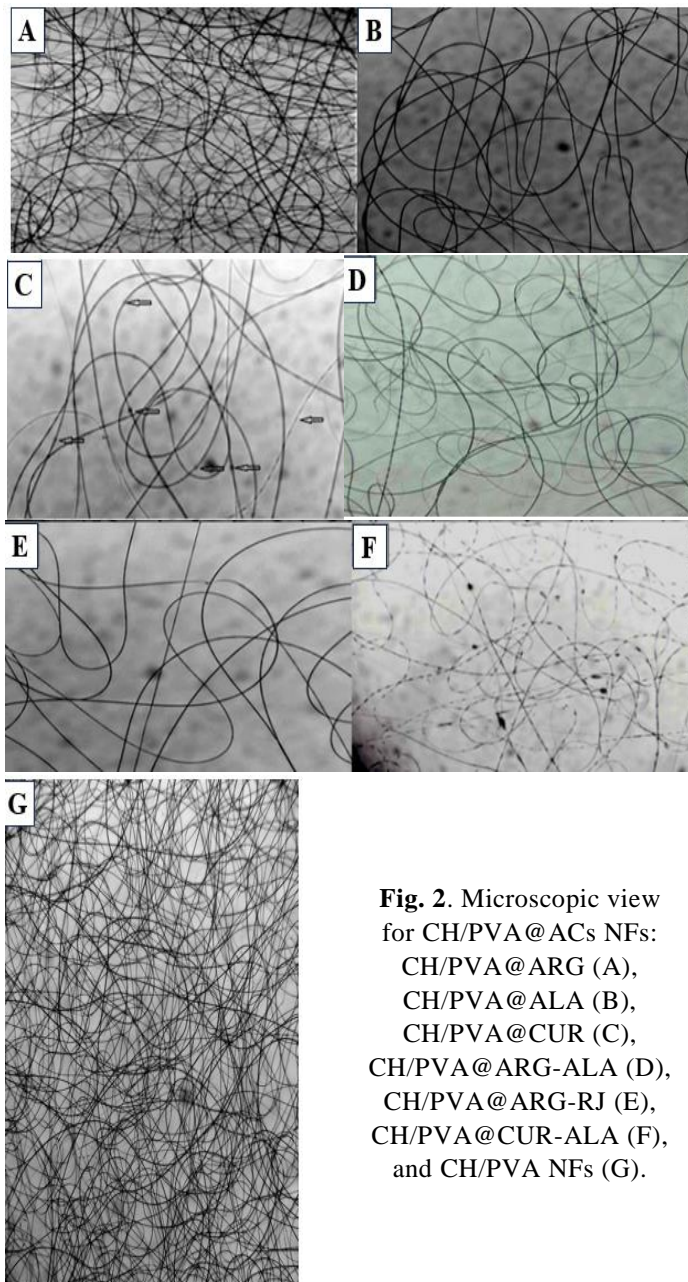 A
B
C
D
E
F
G
Fig. 2. Microscopic view
for CH/PVA@ACs NFs:
CH/PVA@ARG (A),
CH/PVA@ALA (B),
CH/PVA@CUR (C),
CH/PVA@ARG-ALA (D),
CH/PVA@ARG-RJ (E),
CH/PVA@CUR-ALA (F),
and CH/PVA NFs (G).